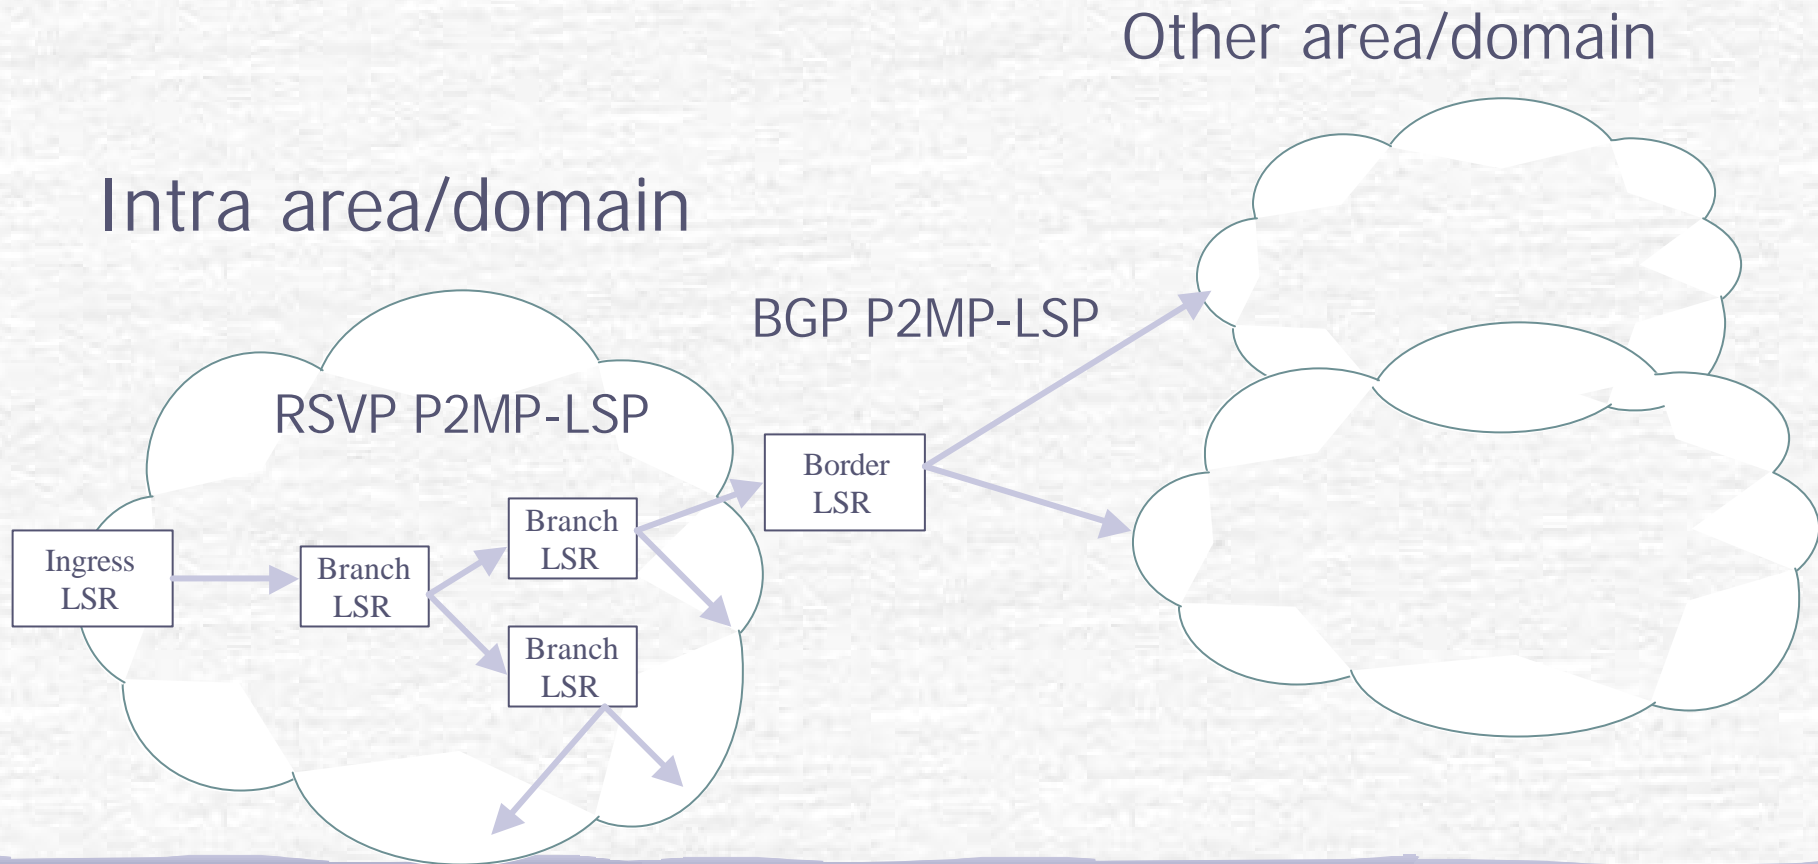 Other area/domain
Intra area/domain
BGP P2MP-LSP
RSVP P2MP-LSP
Border
LSR
Branch
LSR
Ingress
LSR
Branch
LSR
Branch
LSR